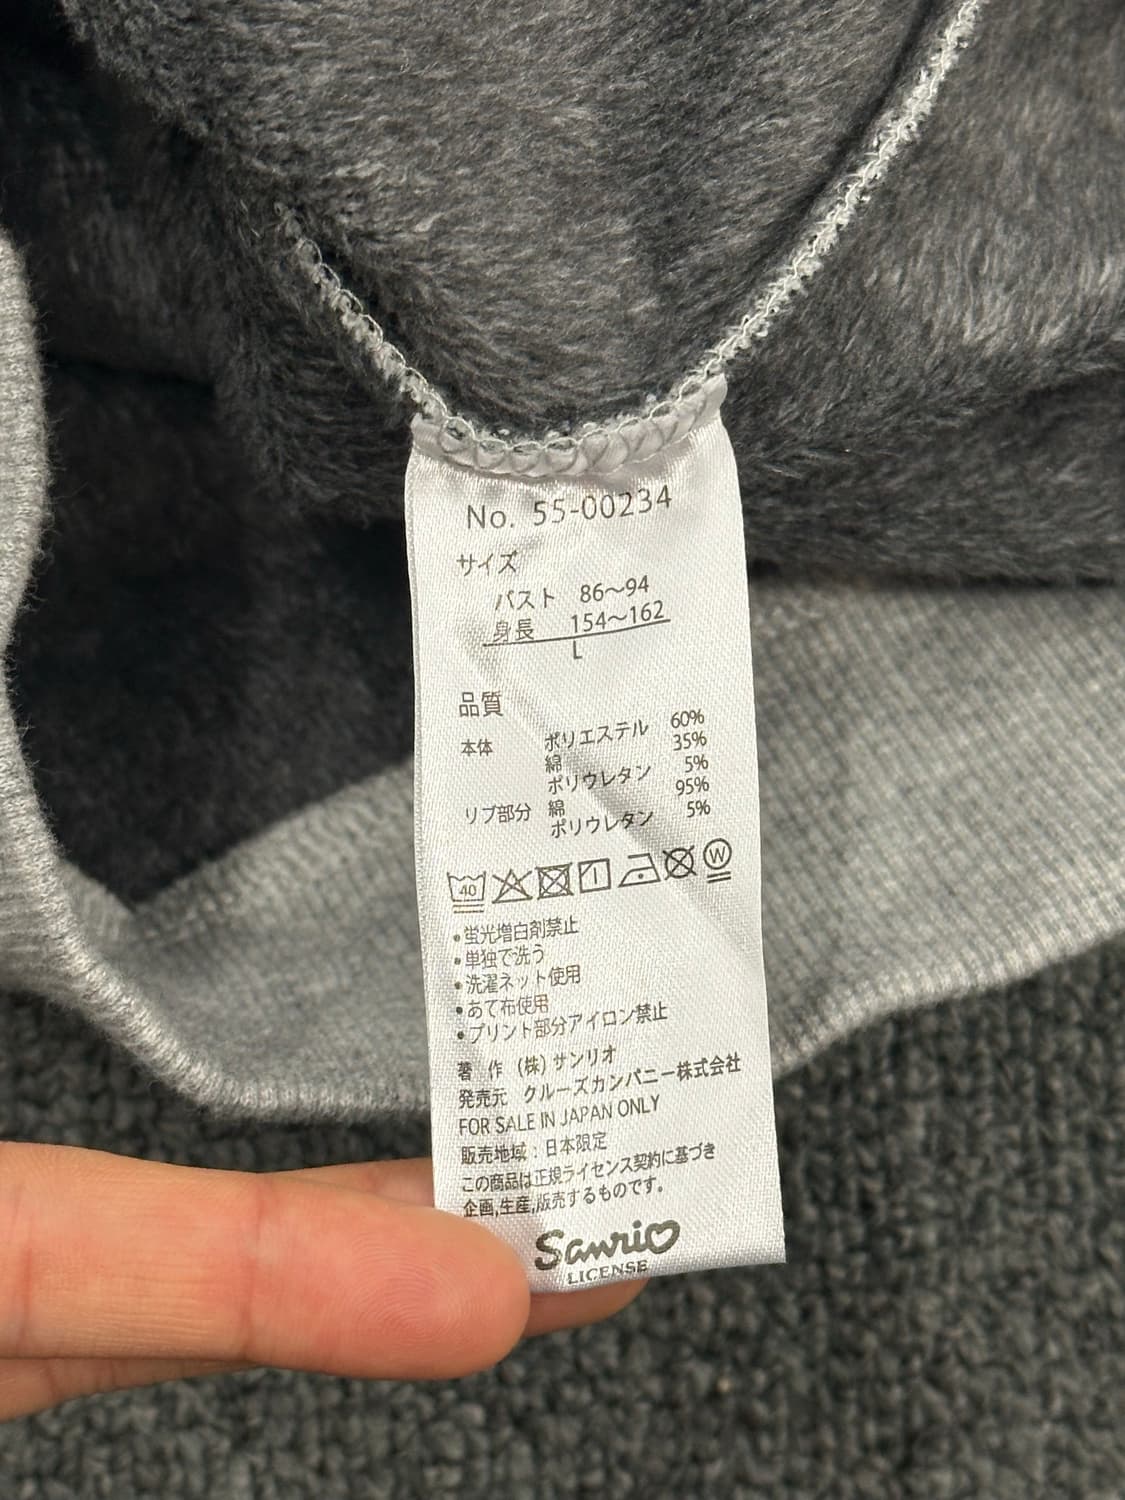 No. 55-00234
サイズ
バスト 86～94
身長 154～162
L
品質
本体 ポリエステル 60%
綿 35%
ポリウレタン 5%
リブ部分 綿 95%
ポリウレタン 5%
40 W
・蛍光増白剤禁止
・単独で洗う
・洗濯ネット使用
・あて布使用
・プリント部分アイロン禁止
著 作 (株)サンリオ
発売元 クルーズカンパニー株式会社
FOR SALE IN JAPAN ONLY
販売地域：日本限定
この商品は正規ライセンス契約に基づき
企画,生産,販売するものです。
Sanrio
LICENSE